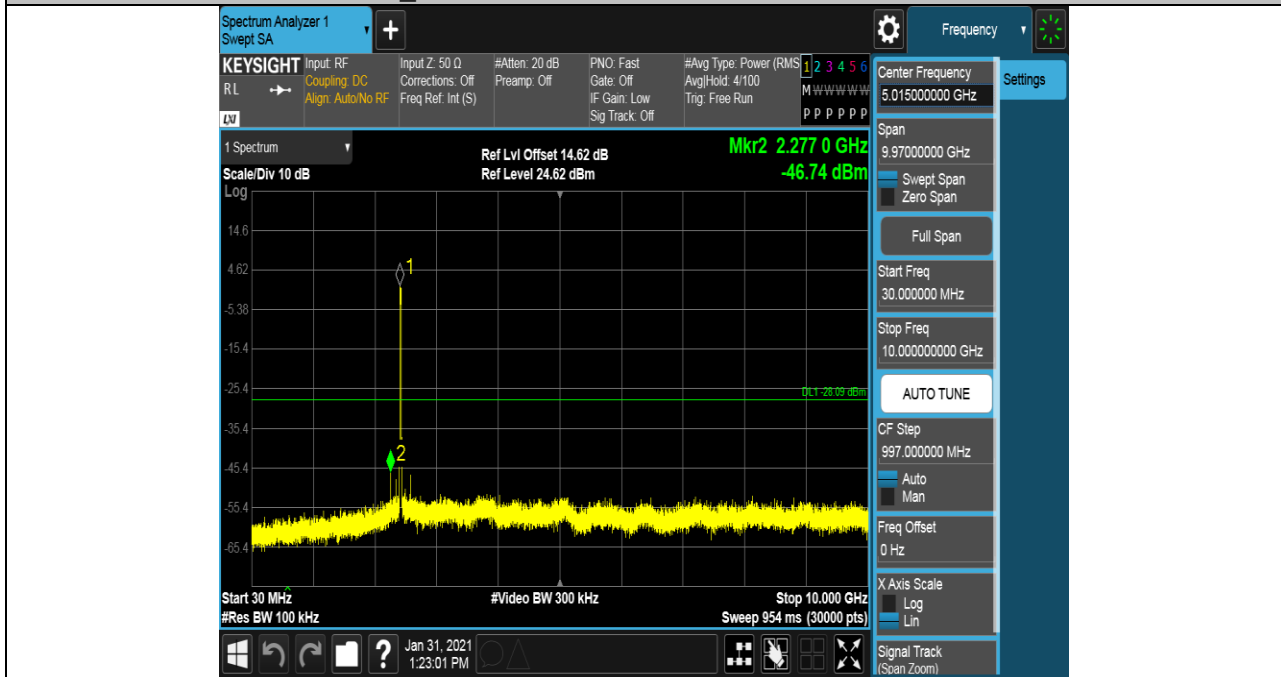 Spectrum Analyzer 1
Swept SA
+
Frequency
KEYSIGHT
RL
LXI
Input: RF
Coupling: DC
Align: Auto/No RF
Input Z: 50 Ω
Corrections: Off
Freq Ref: Int (S)
#Atten: 20 dB
Preamp: Off
PNO: Fast
Gate: Off
IF Gain: Low
Sig Track: Off
#Avg Type: Power (RMS
Avg|Hold: 4/100
Trig: Free Run
1 2 3 4 5 6
M W W W W W
P P P P P P
Center Frequency
5.015000000 GHz
Settings
1 Spectrum
Scale/Div 10 dB
Ref Lvl Offset 14.62 dB
Ref Level 24.62 dBm
Mkr2 2.277 0 GHz
-46.74 dBm
Span
9.97000000 GHz
Swept Span
Zero Span
Full Span
Start Freq
30.000000 MHz
Stop Freq
10.000000000 GHz
AUTO TUNE
CF Step
997.000000 MHz
Auto
Man
Freq Offset
0 Hz
X Axis Scale
Log
Lin
Signal Track
(Span Zoom)
Log
14.6
4.62
-5.38
-15.4
-25.4
-35.4
-45.4
-55.4
-65.4
1
2
DL1 -28.09 dBm
Start 30 MHz
#Video BW 300 kHz
Stop 10.000 GHz
#Res BW 100 kHz
Sweep 954 ms (30000 pts)
?
Jan 31, 2021
1:23:01 PM